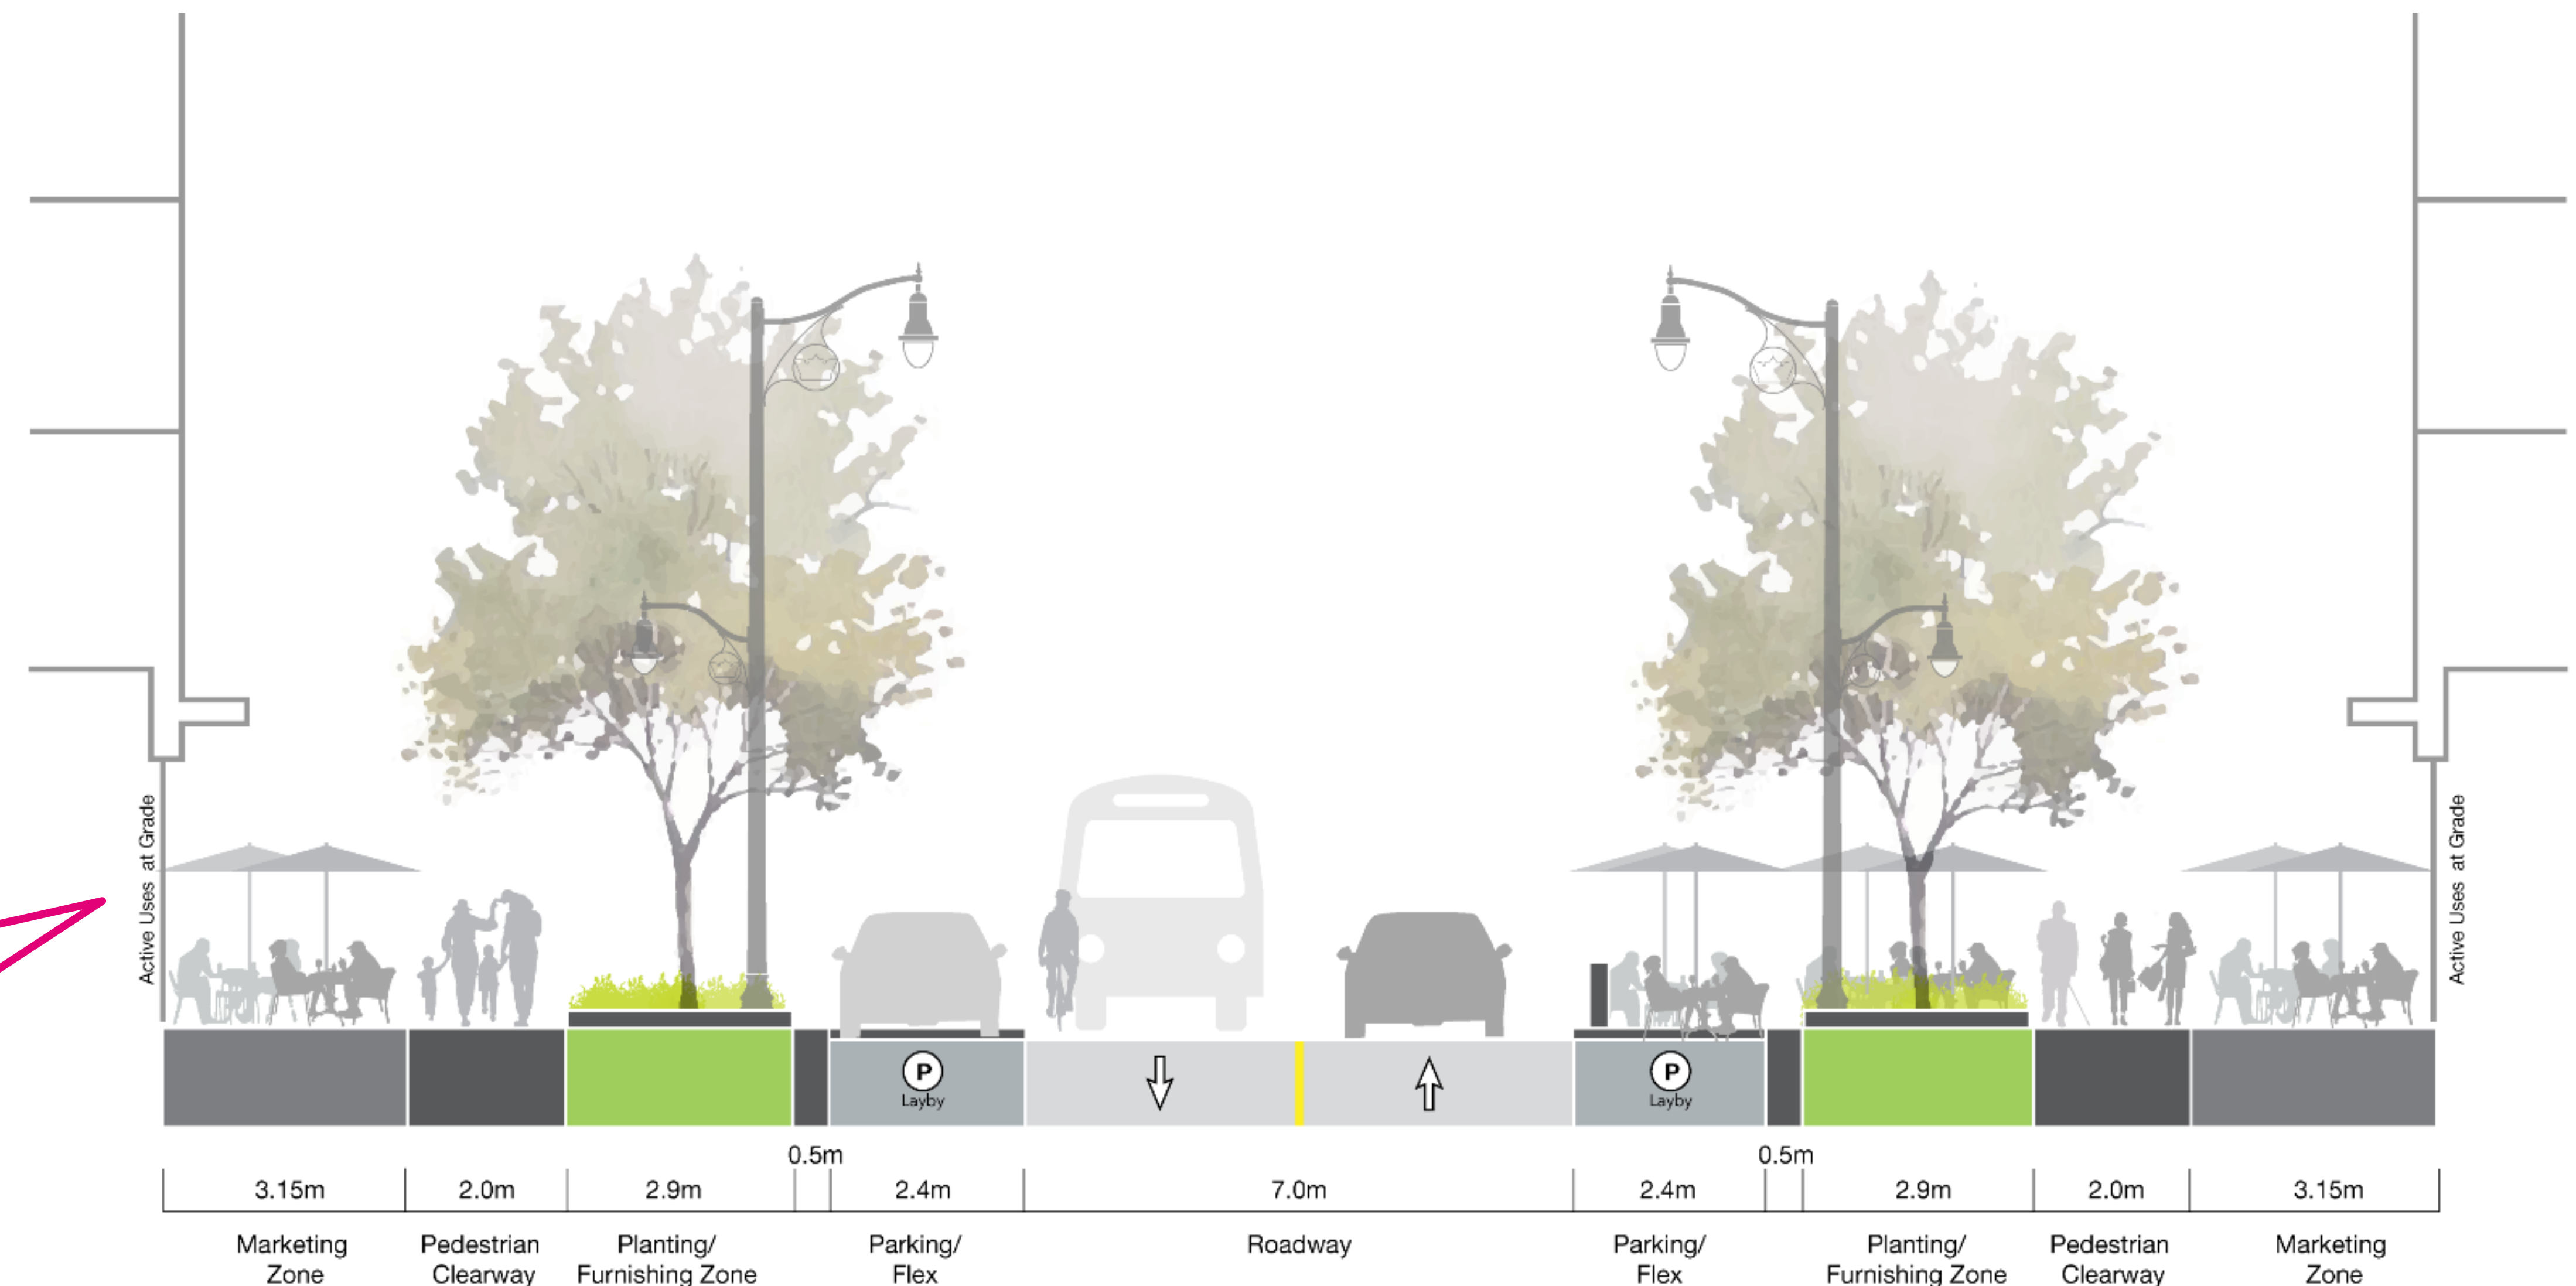 Active Uses at Grade
Active Uses at Grade
P
Layby
P
Layby
0.5m
0.5m
3.15m
2.0m
2.9m
2.4m
7.0m
2.4m
2.9m
2.0m
3.15m
Marketing
Zone
Pedestrian
Clearway
Planting/
Furnishing Zone
Parking/
Flex
Roadway
Parking/
Flex
Planting/
Furnishing Zone
Pedestrian
Clearway
Marketing
Zone